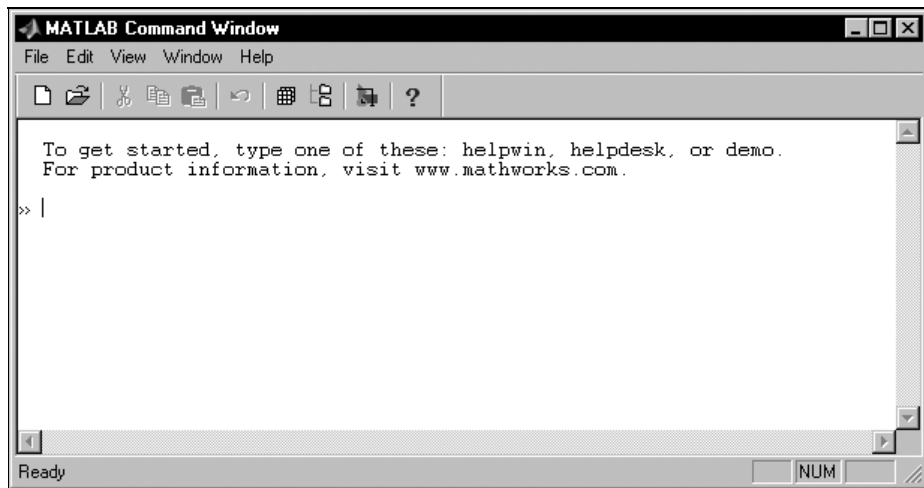 MATLAB Command Window
File Edit View Window Help
?
To get started, type one of these: helpwin, helpdesk, or demo.
For product information, visit www.mathworks.com.
»
Ready NUM